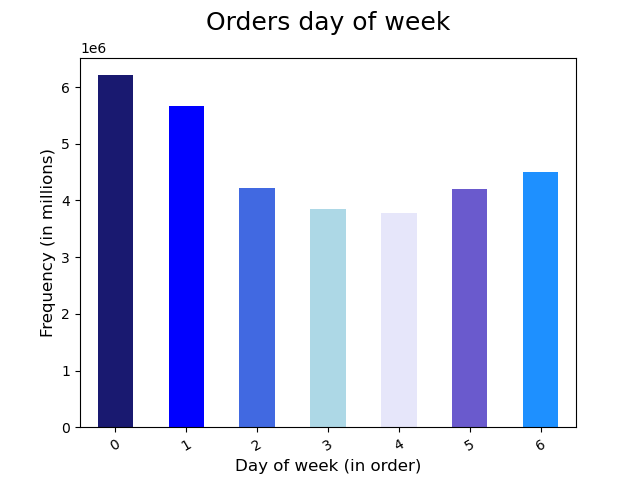 Orders day of week
1e6
6
5
4
3
2
1
0
Frequency (in millions)
0 1 2 3 4 5 6
Day of week (in order)